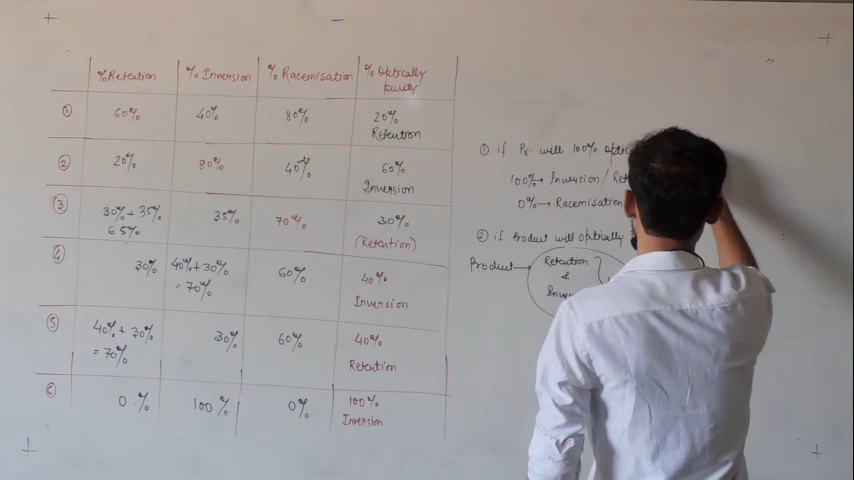 % Retention % Inversion % Racemisation % Optically
purity
① 60% 40% 80% 20%
Retention
② 20% 80% 40% 60%
Inversion
③ 30% + 35% 35% 70% 30%
65% (Retention)
④ 30% 40% + 30% 60% 40%
= 70% Inversion
⑤ 40% + 30% 30% 60% 40%
= 70% Retention
⑥ 0% 100% 0% 100%
Inversion
① if Pr. will 100%
100% → Inversion /
0% → Racemisation
② if Product will optically
Product → Retention
&